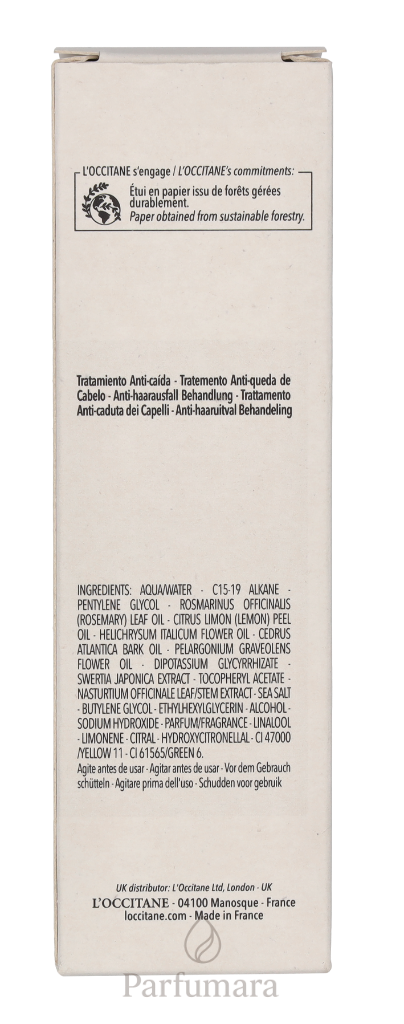 L'OCCITANE s'engage / L'OCCITANE's commitments:
Étui en papier issu de forêts gérées
durablement.
Paper obtained from sustainable forestry.
Tratamiento Anti-caída - Tratemento Anti-queda de
Cabelo - Anti-haarausfall Behandlung - Trattamento
Anti-caduta dei Capelli - Anti-haaruitval Behandeling
INGREDIENTS: AQUA/WATER - C15-19 ALKANE -
PENTYLENE GLYCOL - ROSMARINUS OFFICINALIS
(ROSEMARY) LEAF OIL - CITRUS LIMON (LEMON) PEEL
OIL - HELICHRYSUM ITALICUM FLOWER OIL - CEDRUS
ATLANTICA BARK OIL - PELARGONIUM GRAVEOLENS
FLOWER OIL - DIPOTASSIUM GLYCYRRHIZATE -
SWERTIA JAPONICA EXTRACT - TOCOPHERYL ACETATE -
NASTURTIUM OFFICINALE LEAF/STEM EXTRACT - SEA SALT
- BUTYLENE GLYCOL - ETHYLHEXYLGLYCERIN - ALCOHOL -
SODIUM HYDROXIDE - PARFUM/FRAGRANCE - LINALOOL
- LIMONENE - CITRAL - HYDROXYCITRONELLAL - CI 47000
/YELLOW 11 - CI 61565/GREEN 6.
Agite antes de usar - Agitar antes de usar - Vor dem Gebrauch
schütteln - Agitare prima dell'uso - Schudden voor gebruik
UK distributor: L'Occitane Ltd, London - UK
L'OCCITANE - 04100 Manosque - France
loccitane.com - Made in France
Parfumara